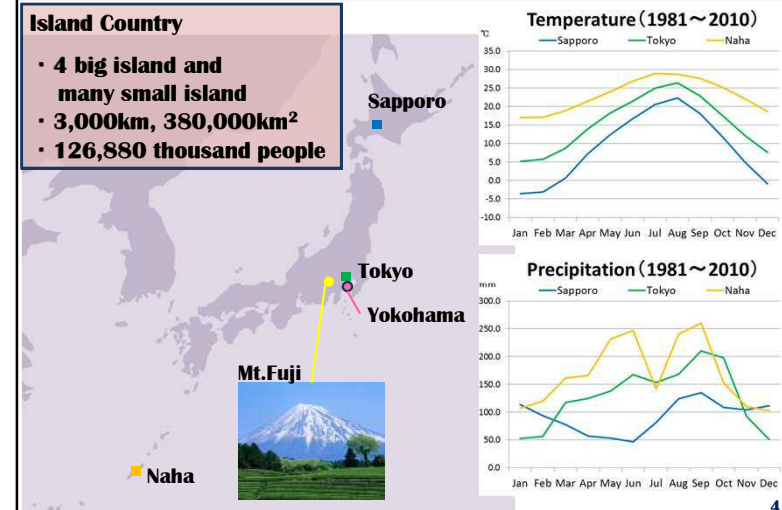 Island Country
・4 big island and
many small island
・3,000km, 380,000km²
・126,880 thousand people
Sapporo
Tokyo
Yokohama
Mt.Fuji
Naha
Temperature（1981～2010）
℃
Sapporo Tokyo Naha
35.0
30.0
25.0
20.0
15.0
10.0
5.0
0.0
-5.0
-10.0
Jan Feb Mar Apr May Jun Jul Aug Sep Oct Nov Dec
Precipitation（1981～2010）
mm
Sapporo Tokyo Naha
300.0
250.0
200.0
150.0
100.0
50.0
0.0
Jan Feb Mar Apr May Jun Jul Aug Sep Oct Nov Dec
4